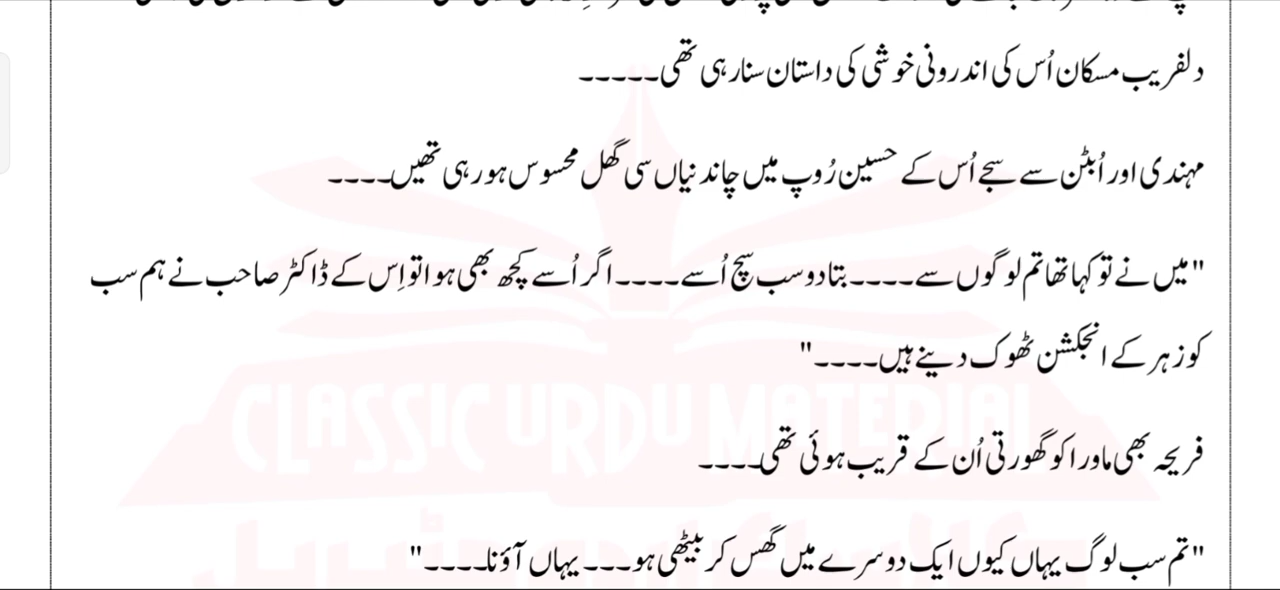 دلفریب مسکان اُس کی اندرونی خوشی کی داستان سنا رہی تھی۔۔۔۔۔
مہندی اور اُبٹن سے سجے اُس کے حسین رُوپ میں چاندنیاں سی گھل محسوس ہو رہی تھیں۔۔۔۔
"میں نے تو کہا تھا تم لوگوں سے۔۔۔۔ بتا دو سب سچ اُسے۔۔۔۔ اگر اُسے کچھ بھی ہوا تو اِس کے ڈاکٹر صاحب نے ہم سب
کو زہر کے انجکشن ٹھوک دینے ہیں۔۔۔۔"
فریحہ بھی ماورا کو گھورتی اُن کے قریب ہوئی تھی۔۔۔۔
"تم سب لوگ یہاں کیوں ایک دوسرے میں گھس کر بیٹھی ہو۔۔۔ یہاں آؤ نا۔۔۔۔"
CLASSIC URDU MATERIAL